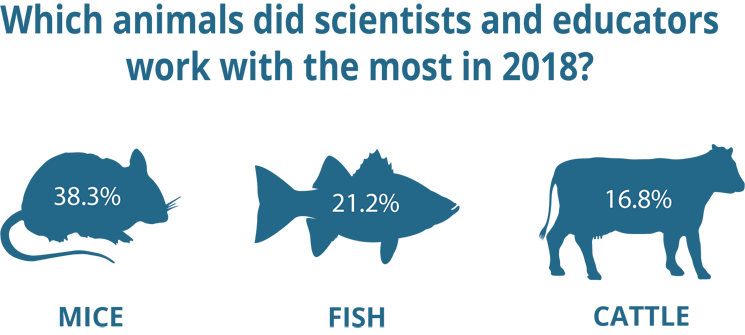 Which animals did scientists and educators
work with the most in 2018?
38.3%
21.2%
16.8%
MICE
FISH
CATTLE